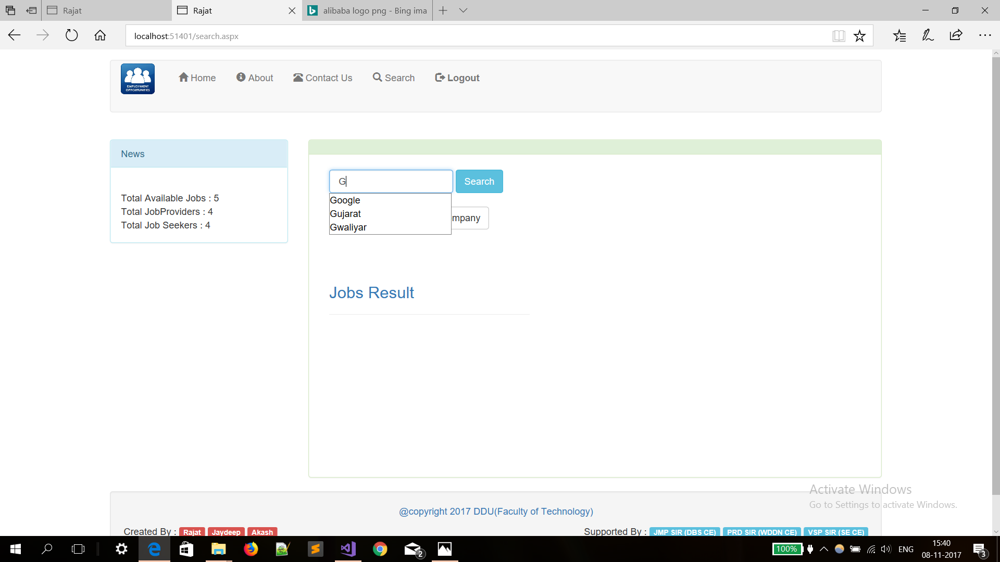 Rajat
Rajat
alibaba logo png - Bing ima
localhost:51401/search.aspx
EMPLOYMENT
OPPORTUNITIES
Home
About
Contact Us
Search
Logout
News
Total Available Jobs : 5
Total JobProviders : 4
Total Job Seekers : 4
G
Search
Google
Gujarat
Gwaliyar
mpany
Jobs Result
Activate Windows
Go to Settings to activate Windows.
@copyright 2017 DDU(Faculty of Technology)
Created By : Rajat Jaydeep Akash
Supported By : JMP SIR (DBS CE) PRD SIR (WDDN CE) VSP SIR (SE CE)
2
100%
ENG
15:40
08-11-2017
3